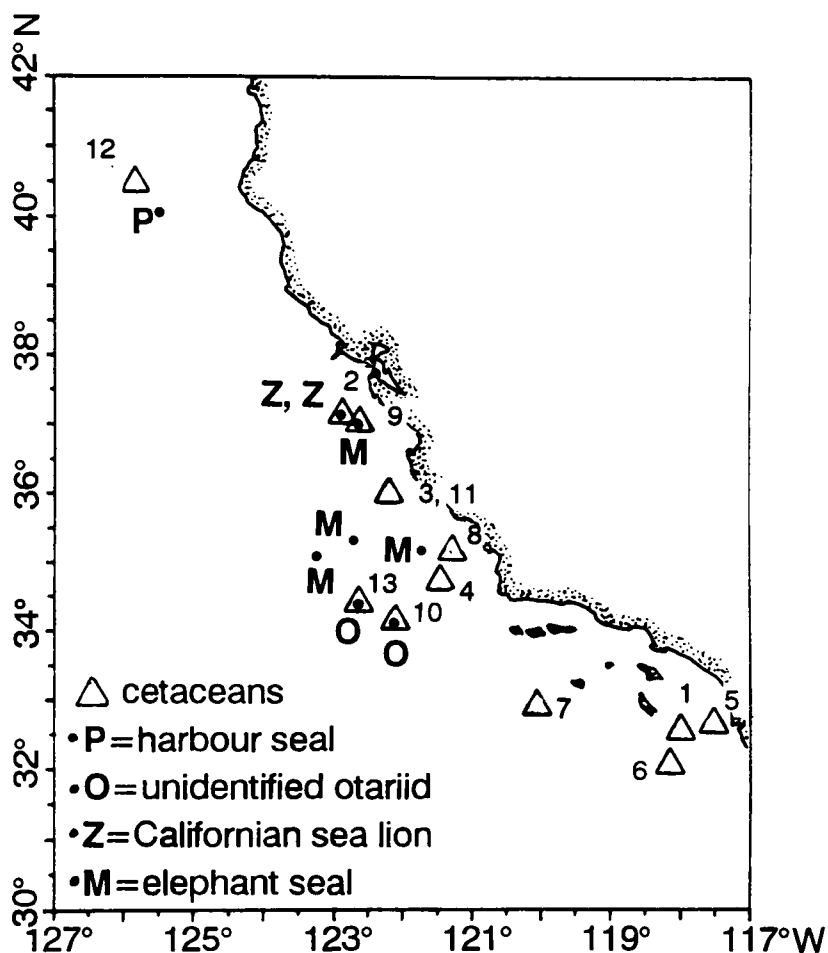 42° N
12
40°
P
38°
2
Z, Z
9
M
36°
3, 11
M
8
M
M
13
4
10
34°
O
O
△ cetaceans
7
1
5
•P=harbour seal
32°
6
•O=unidentified otariid
•Z=Californian sea lion
•M=elephant seal
30°
127°
125°
123°
121°
119°
117°W